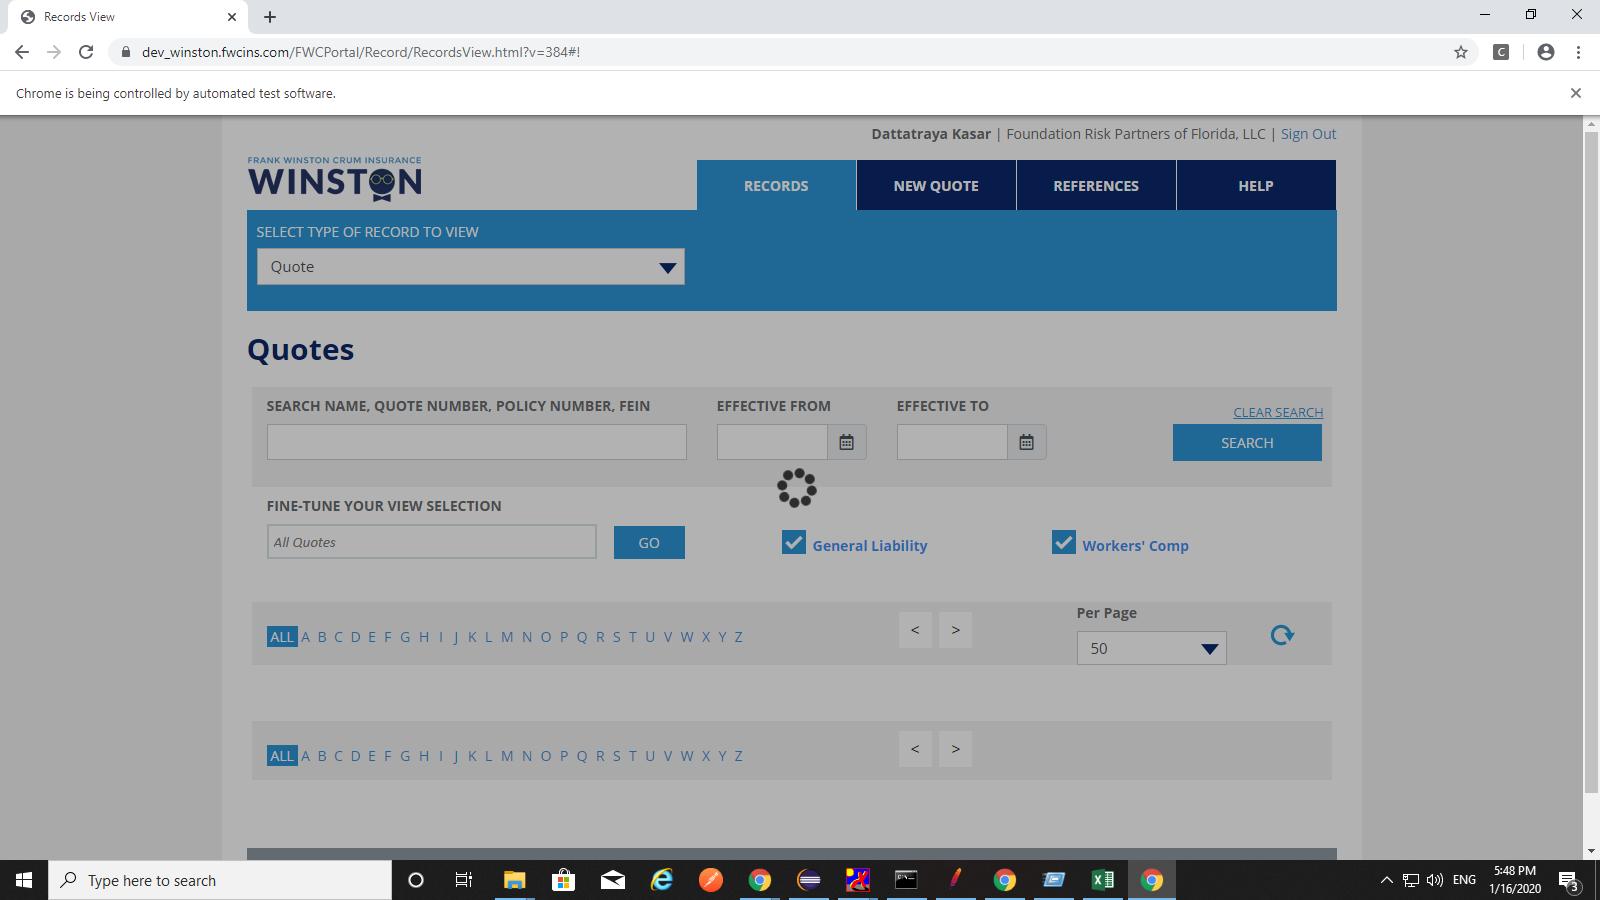 Records View
dev_winston.fwcins.com/FWCPortal/Record/RecordsView.html?v=384#!
C
Chrome is being controlled by automated test software.
Dattatraya Kasar | Foundation Risk Partners of Florida, LLC | Sign Out
FRANK WINSTON CRUM INSURANCE
WINSTON
RECORDS NEW QUOTE REFERENCES HELP
SELECT TYPE OF RECORD TO VIEW
Quote
Quotes
SEARCH NAME, QUOTE NUMBER, POLICY NUMBER, FEIN EFFECTIVE FROM EFFECTIVE TO CLEAR SEARCH
SEARCH
FINE-TUNE YOUR VIEW SELECTION
All Quotes GO General Liability Workers' Comp
Per Page
ALL A B C D E F G H I J K L M N O P Q R S T U V W X Y Z < > 50
ALL A B C D E F G H I J K L M N O P Q R S T U V W X Y Z < >
Type here to search
ENG
5:48 PM
1/16/2020
3